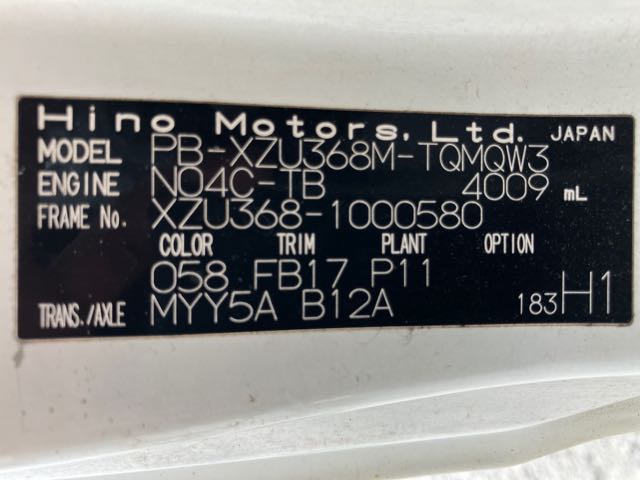 Hino Motors, Ltd. JAPAN
MODEL PB-XZU368M-TQMQW3
ENGINE N04C-TB 4009 mL
FRAME No. XZU368-1000580
COLOR TRIM PLANT OPTION
058 FB17 P11
TRANS./AXLE MYY5A B12A 183 H1